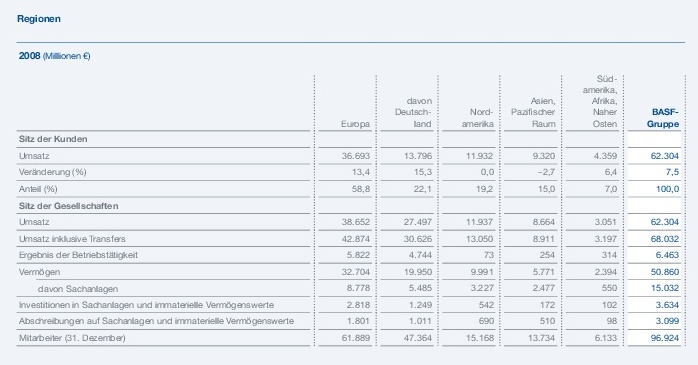 Regionen
2008 (Millionen €)
Europa davon Deutsch-land Nord-amerika Asien, Pazifischer Raum Süd-amerika, Afrika, Naher Osten BASF-Gruppe
Sitz der Kunden
Umsatz 36.693 13.796 11.932 9.320 4.359 62.304
Veränderung (%) 13,4 15,3 0,0 –2,7 6,4 7,5
Anteil (%) 58,8 22,1 19,2 15,0 7,0 100,0
Sitz der Gesellschaften
Umsatz 38.652 27.497 11.937 8.664 3.051 62.304
Umsatz inklusive Transfers 42.874 30.626 13.050 8.911 3.197 68.032
Ergebnis der Betriebstätigkeit 5.822 4.744 73 254 314 6.463
Vermögen 32.704 19.950 9.991 5.771 2.394 50.860
davon Sachanlagen 8.778 5.485 3.227 2.477 550 15.032
Investitionen in Sachanlagen und immaterielle Vermögenswerte 2.818 1.249 542 172 102 3.634
Abschreibungen auf Sachanlagen und immaterielle Vermögenswerte 1.801 1.011 690 510 98 3.099
Mitarbeiter (31. Dezember) 61.889 47.364 15.168 13.734 6.133 96.924